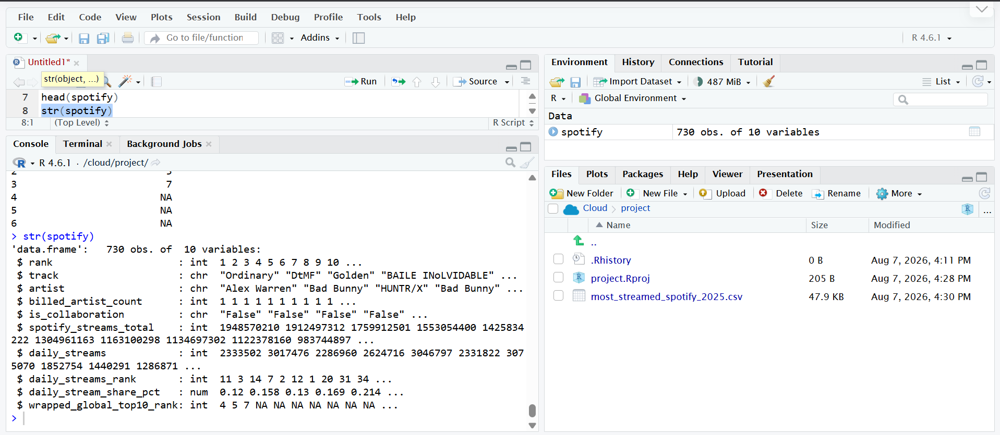 File Edit Code View Plots Session Build Debug Profile Tools Help
Go to file/function Addins R 4.6.1
Untitled1*
str(object, ...) Run Source
7 head(spotify)
8 str(spotify)
8:1 (Top Level) R Script
Console Terminal Background Jobs
R 4.6.1 · /cloud/project/
3 7
4 NA
5 NA
6 NA
> str(spotify)
'data.frame': 730 obs. of 10 variables:
$ rank : int 1 2 3 4 5 6 7 8 9 10 ...
$ track : chr "Ordinary" "DtMF" "Golden" "BAILE INoLVIDABLE" ...
$ artist : chr "Alex Warren" "Bad Bunny" "HUNTR/X" "Bad Bunny" ...
$ billed_artist_count : int 1 1 1 1 1 1 1 1 1 1 ...
$ is_collaboration : chr "False" "False" "False" "False" ...
$ spotify_streams_total : int 1948570210 1912497312 1759912501 1553054400 1425834
222 1304961163 1163100298 1134697302 1122378160 983744897 ...
$ daily_streams : int 2333502 3017476 2286960 2624716 3046797 2331822 307
5070 1852754 1440291 1286871 ...
$ daily_streams_rank : int 11 3 14 7 2 12 1 20 31 34 ...
$ daily_stream_share_pct : num 0.12 0.158 0.13 0.169 0.214 ...
$ wrapped_global_top10_rank: int 4 5 7 NA NA NA NA NA NA NA ...
>
Environment History Connections Tutorial
Import Dataset 487 MiB List
R Global Environment
Data
spotify 730 obs. of 10 variables
Files Plots Packages Help Viewer Presentation
New Folder New File Upload Delete Rename More
Cloud project R ...
Name Size Modified
..
.Rhistory 0 B Aug 7, 2026, 4:11 PM
project.Rproj 205 B Aug 7, 2026, 4:28 PM
most_streamed_spotify_2025.csv 47.9 KB Aug 7, 2026, 4:30 PM